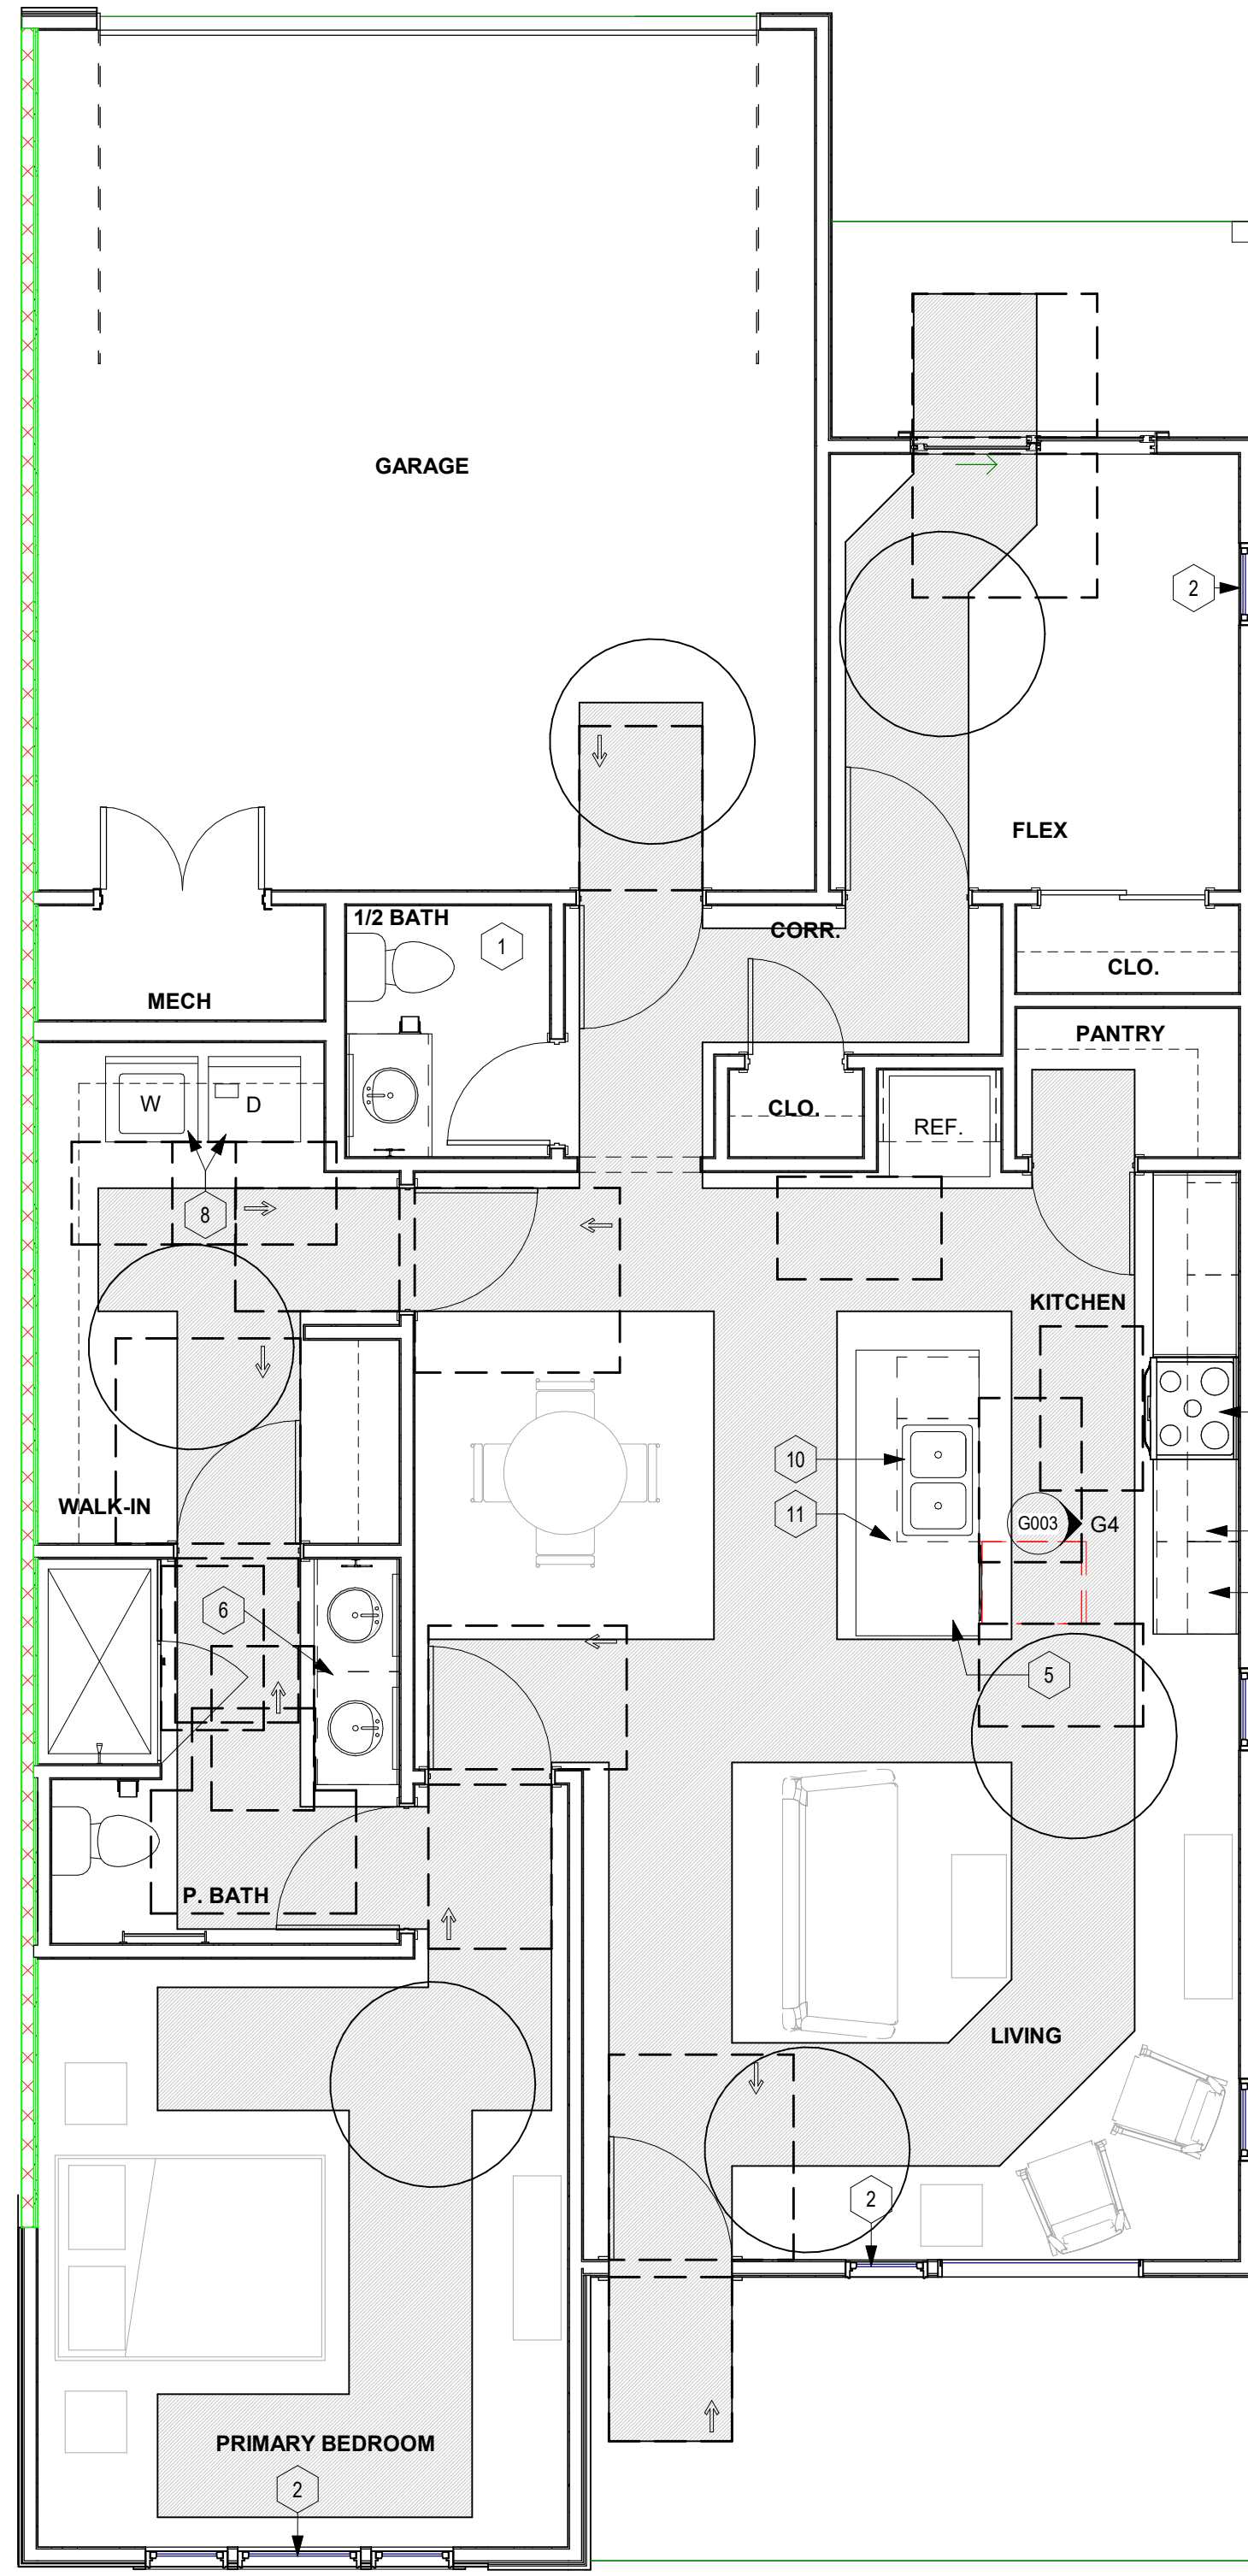 GARAGE
2
FLEX
1/2 BATH
1
CORR.
CLO.
MECH
PANTRY
W
D
CLO.
REF.
8
KITCHEN
10
WALK-IN
11
G003
G4
6
5
P. BATH
LIVING
2
PRIMARY BEDROOM
2